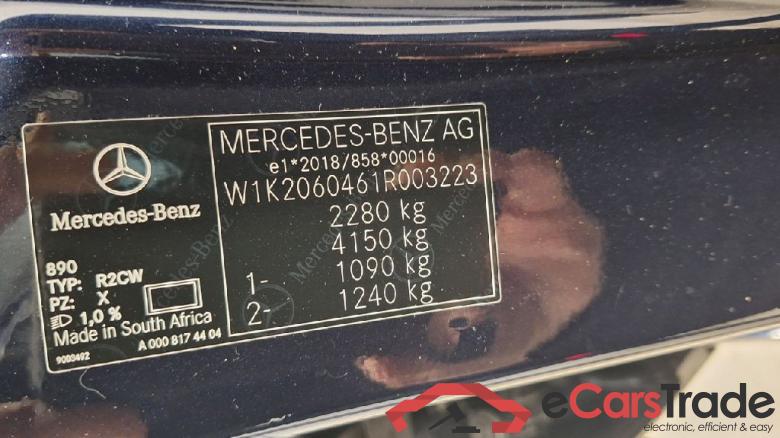 MERCEDES-BENZ AG
e1*2018/858*00016
W1K2060461R003223
2280 kg
4150 kg
1- 1090 kg
2- 1240 kg
Mercedes-Benz
890
TYP: R2CW
PZ: X
1,0 %
Made in South Africa
A 000 817 44 04
9003492
eCarsTrade
electronic, efficient & easy